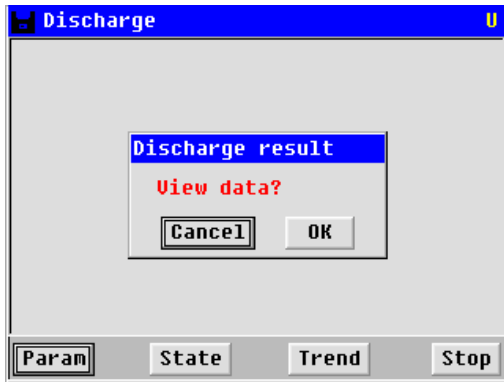 Discharge U
Discharge result
View data?
Cancel OK
Param State Trend Stop